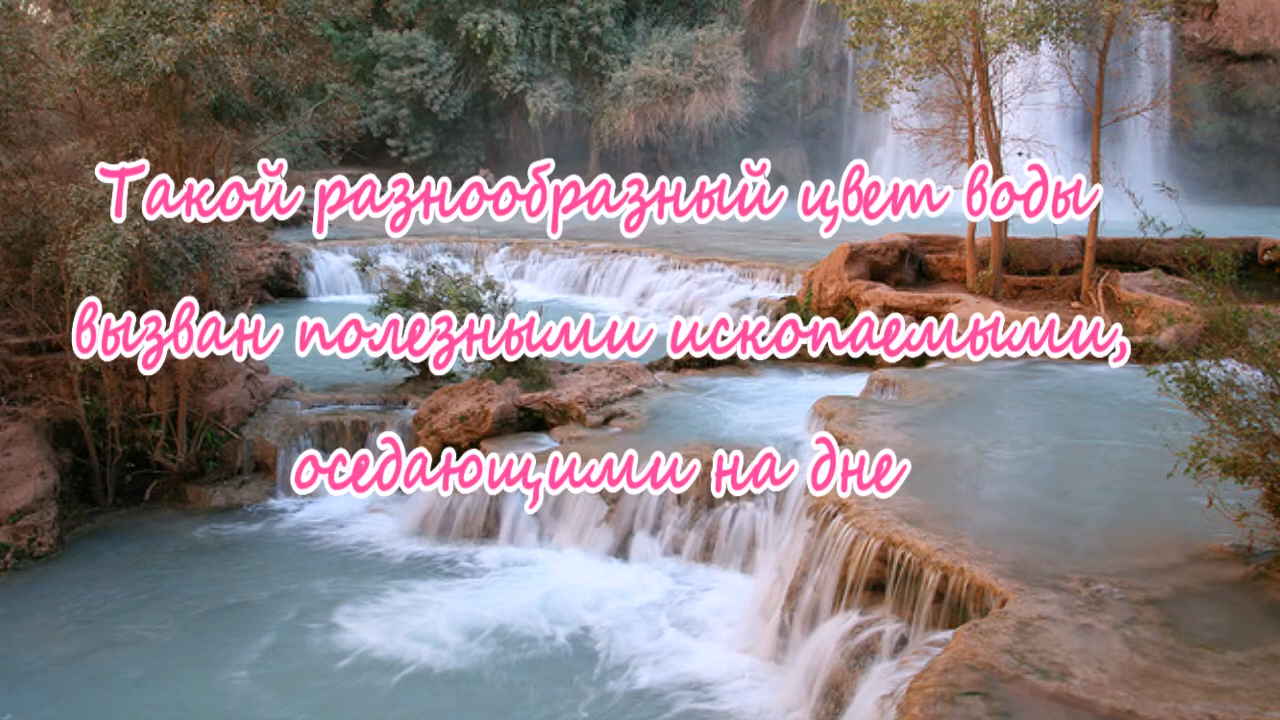 Такой разнообразный цвет воды
вызван полезными ископаемыми,
оседающими на дне